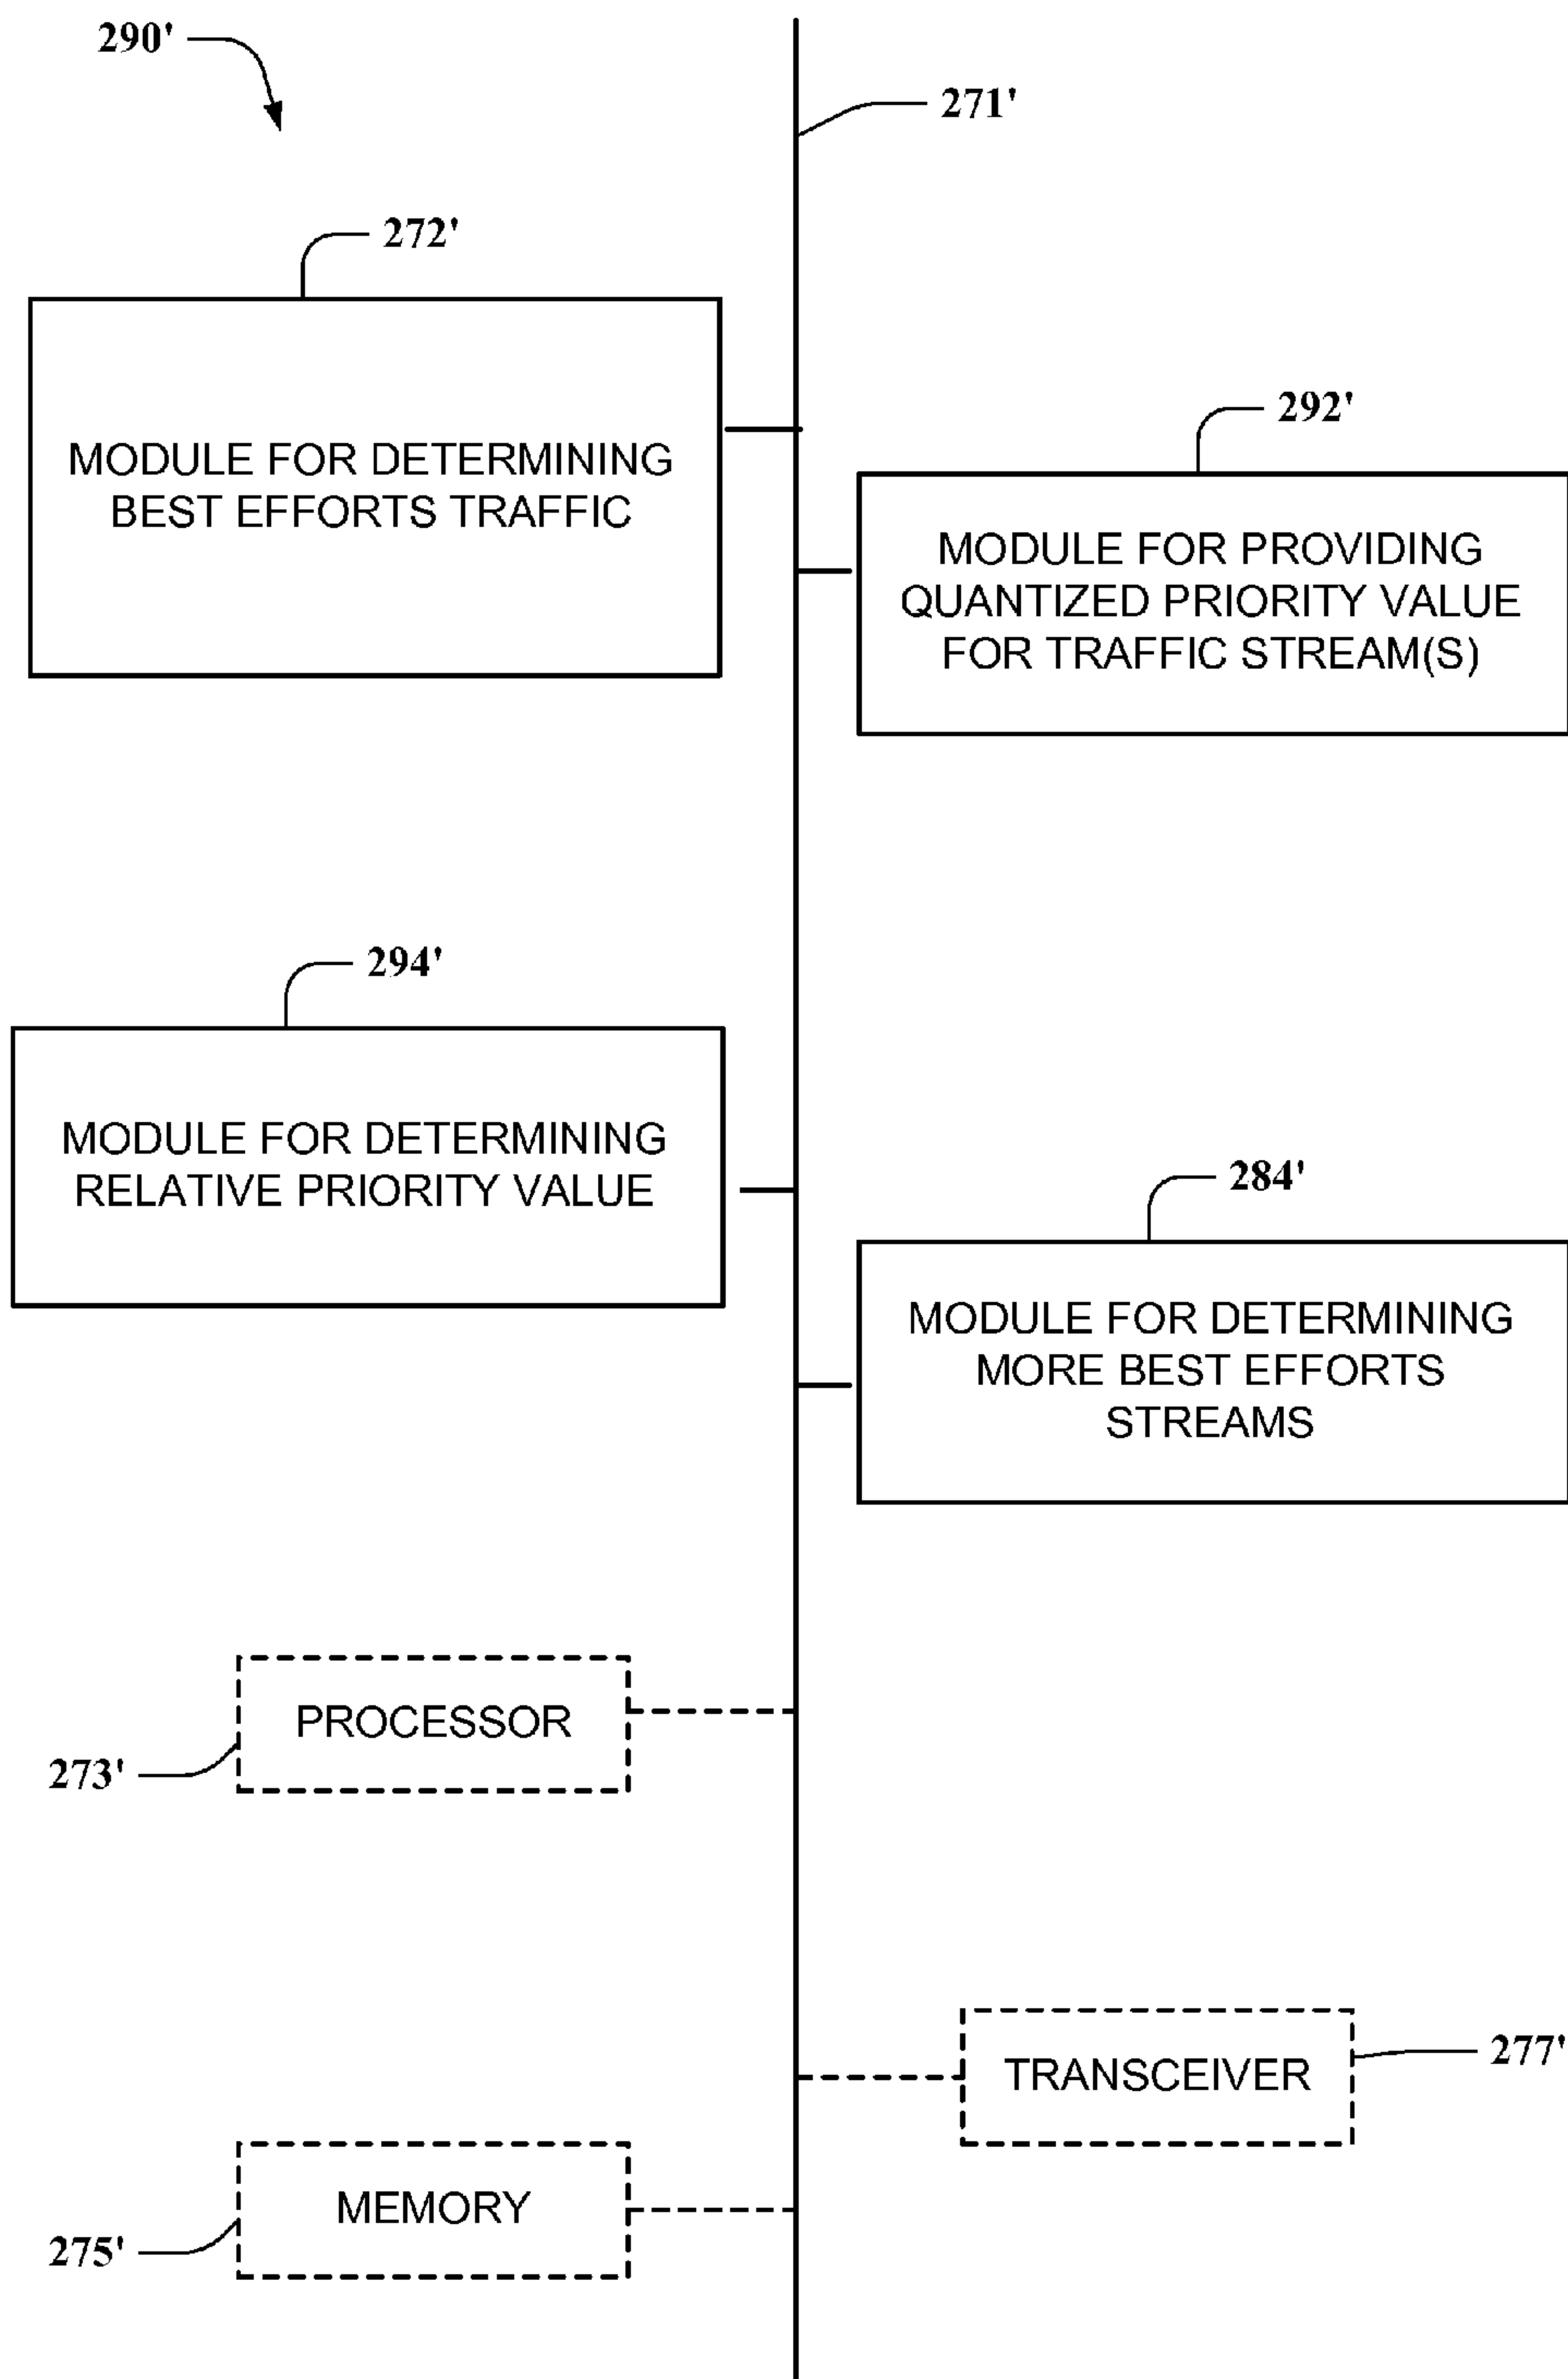 290'
271'
272'
MODULE FOR DETERMINING
BEST EFFORTS TRAFFIC
292'
MODULE FOR PROVIDING
QUANTIZED PRIORITY VALUE
FOR TRAFFIC STREAM(S)
294'
MODULE FOR DETERMINING
RELATIVE PRIORITY VALUE
284'
MODULE FOR DETERMINING
MORE BEST EFFORTS
STREAMS
PROCESSOR
273'
TRANSCEIVER
277'
MEMORY
275'